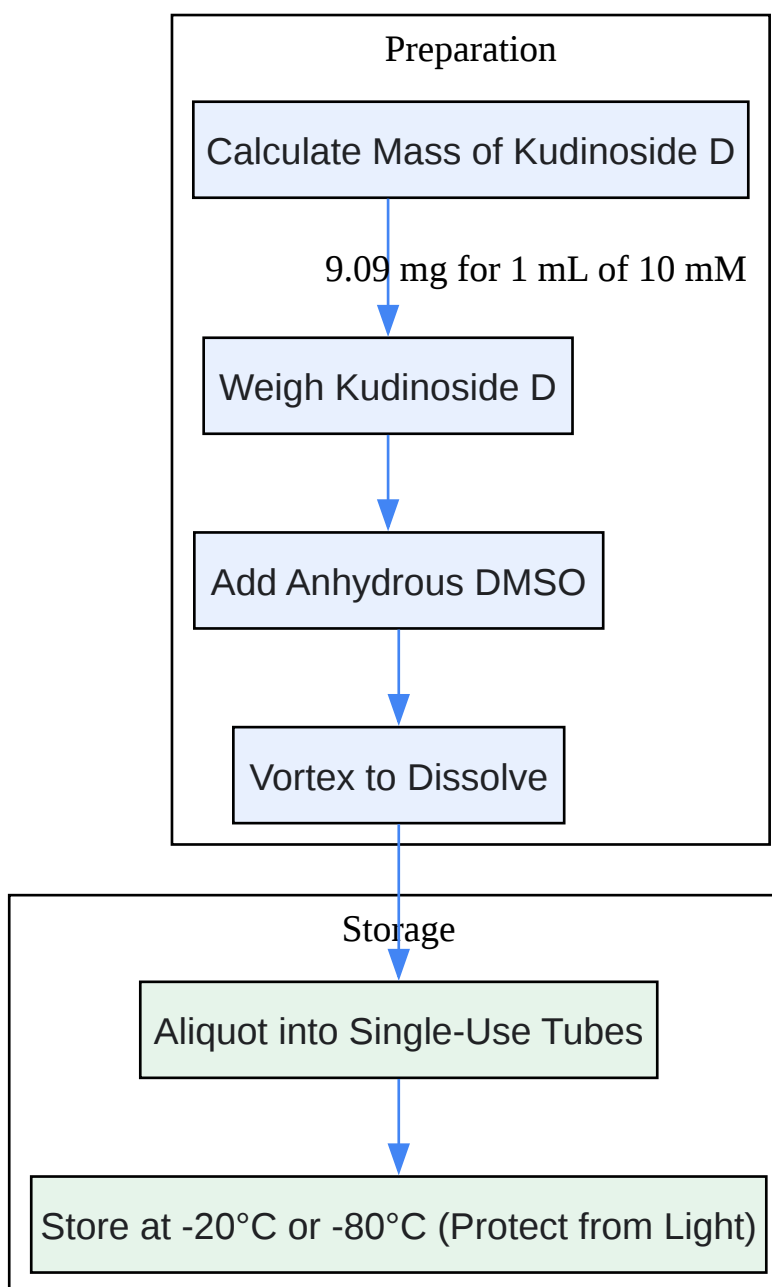 Preparation
Calculate Mass of Kudinoside D
9.09 mg for 1 mL of 10 mM
Weigh Kudinoside D
Add Anhydrous DMSO
Vortex to Dissolve
Storage
Aliquot into Single-Use Tubes
Store at -20°C or -80°C (Protect from Light)